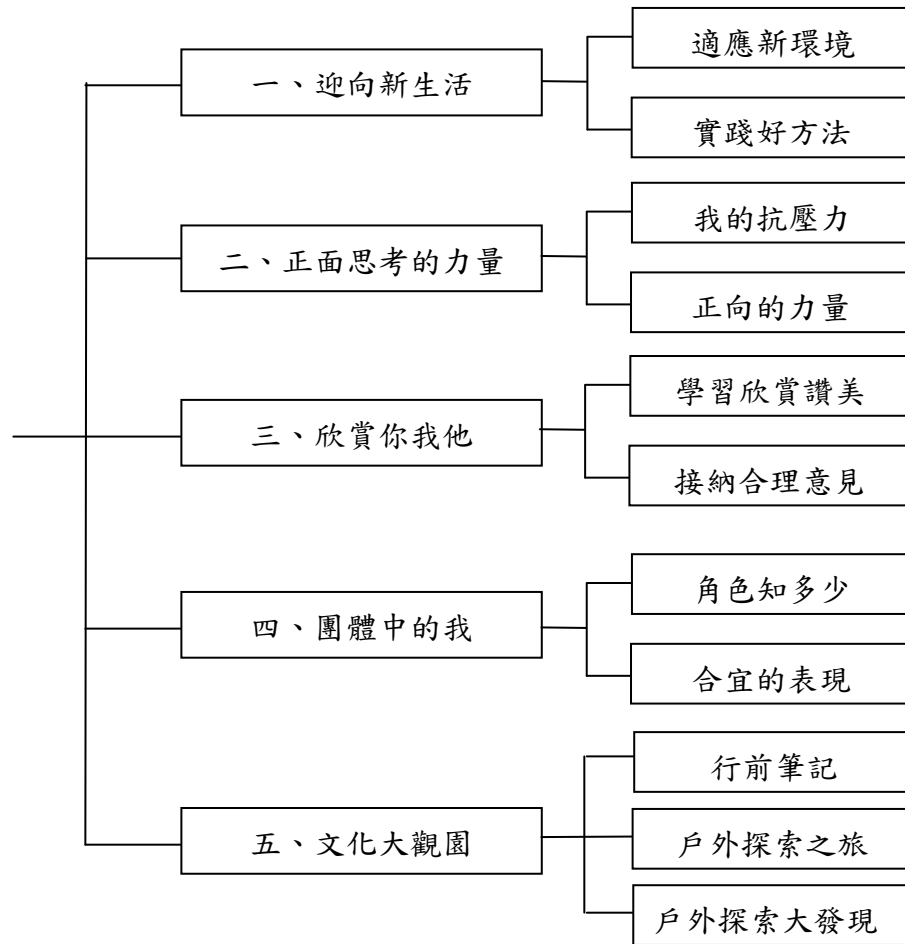 一、迎向新生活
適應新環境
實踐好方法
二、正面思考的力量
我的抗壓力
正向的力量
三、欣賞你我他
學習欣賞讚美
接納合理意見
四、團體中的我
角色知多少
合宜的表現
五、文化大觀園
行前筆記
戶外探索之旅
戶外探索大發現